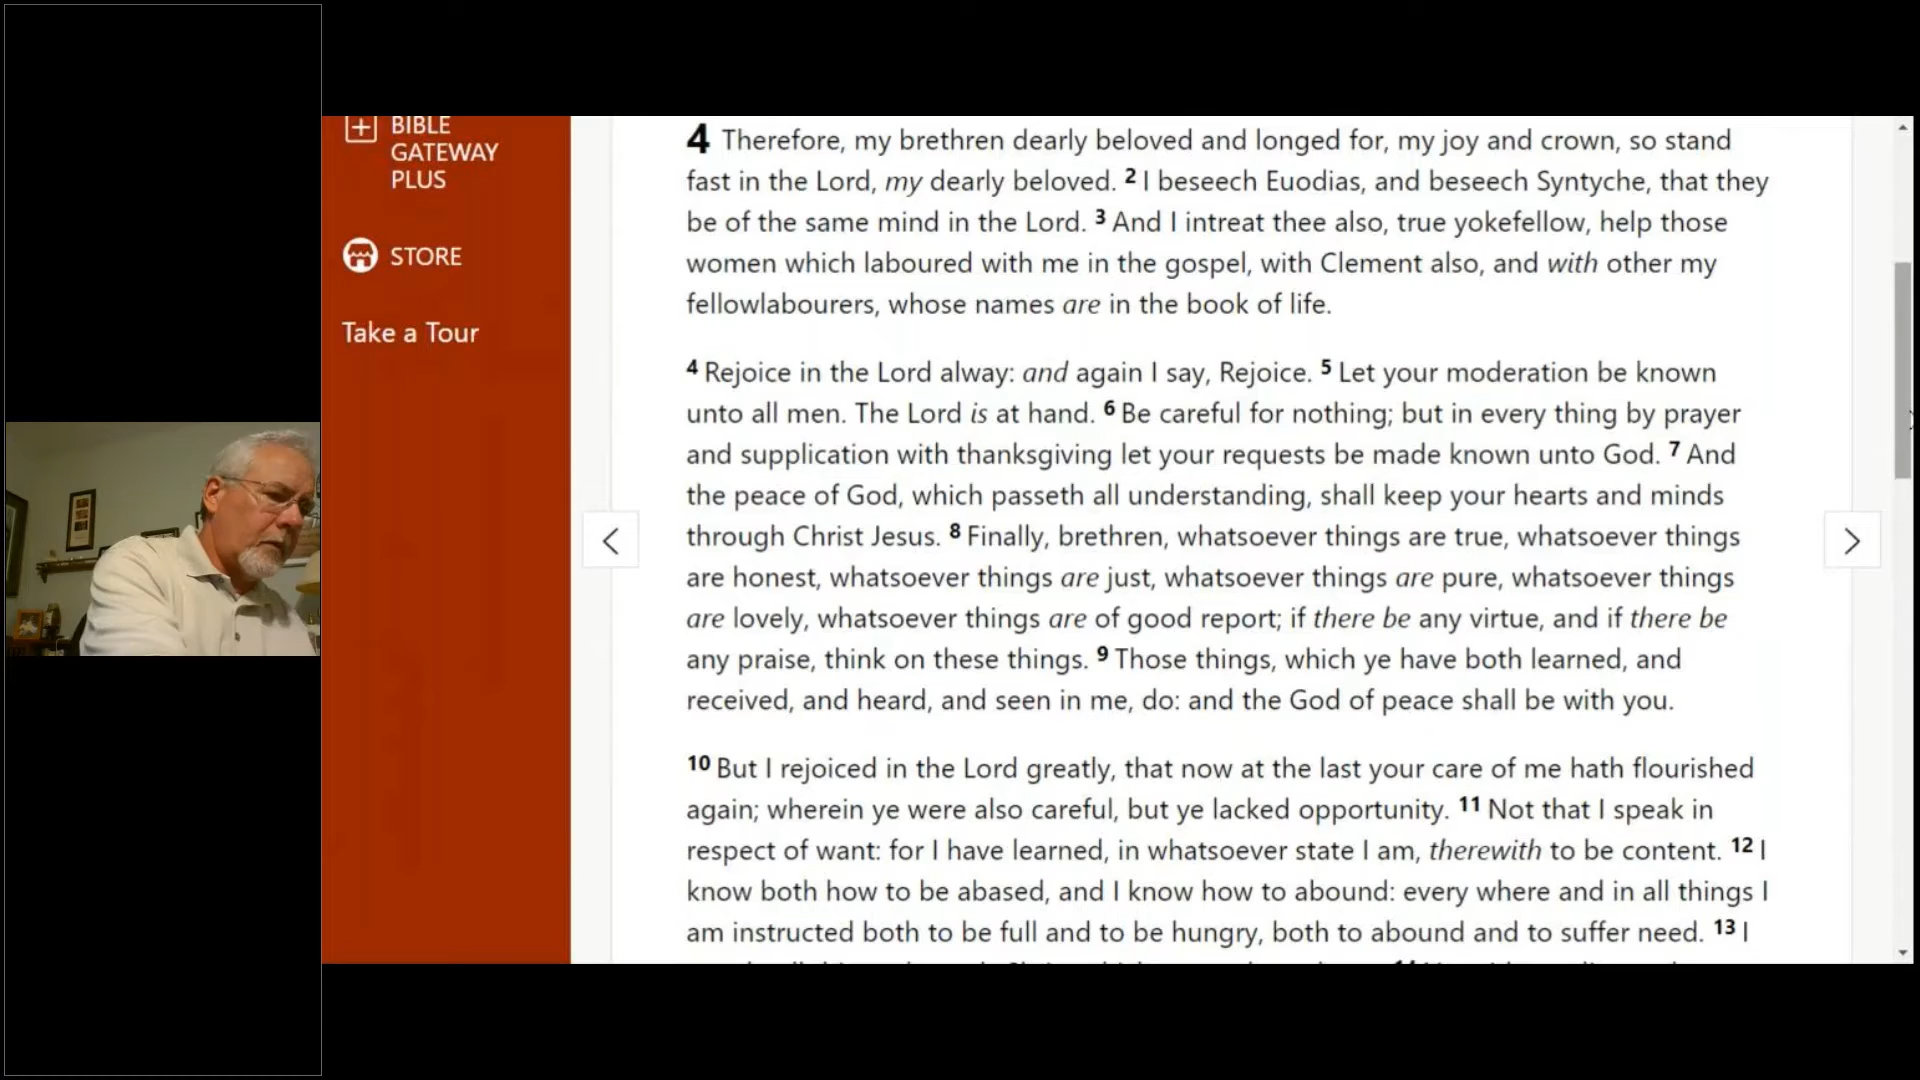 BIBLE
GATEWAY
PLUS
STORE
Take a Tour
4 Therefore, my brethren dearly beloved and longed for, my joy and crown, so stand
fast in the Lord, my dearly beloved. 2 I beseech Euodias, and beseech Syntyche, that they
be of the same mind in the Lord. 3 And I intreat thee also, true yokefellow, help those
women which laboured with me in the gospel, with Clement also, and with other my
fellowlabourers, whose names are in the book of life.
4 Rejoice in the Lord alway: and again I say, Rejoice. 5 Let your moderation be known
unto all men. The Lord is at hand. 6 Be careful for nothing; but in every thing by prayer
and supplication with thanksgiving let your requests be made known unto God. 7 And
the peace of God, which passeth all understanding, shall keep your hearts and minds
through Christ Jesus. 8 Finally, brethren, whatsoever things are true, whatsoever things
are honest, whatsoever things are just, whatsoever things are pure, whatsoever things
are lovely, whatsoever things are of good report; if there be any virtue, and if there be
any praise, think on these things. 9 Those things, which ye have both learned, and
received, and heard, and seen in me, do: and the God of peace shall be with you.
10 But I rejoiced in the Lord greatly, that now at the last your care of me hath flourished
again; wherein ye were also careful, but ye lacked opportunity. 11 Not that I speak in
respect of want: for I have learned, in whatsoever state I am, therewith to be content. 12 I
know both how to be abased, and I know how to abound: every where and in all things I
am instructed both to be full and to be hungry, both to abound and to suffer need. 13 I